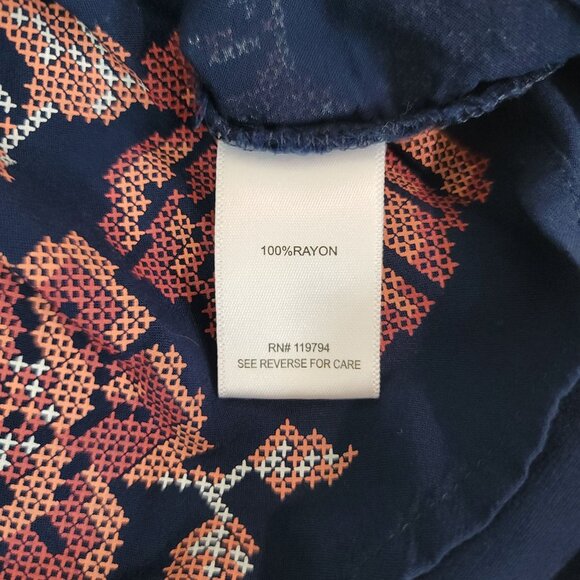 100%RAYON
RN# 119794
SEE REVERSE FOR CARE